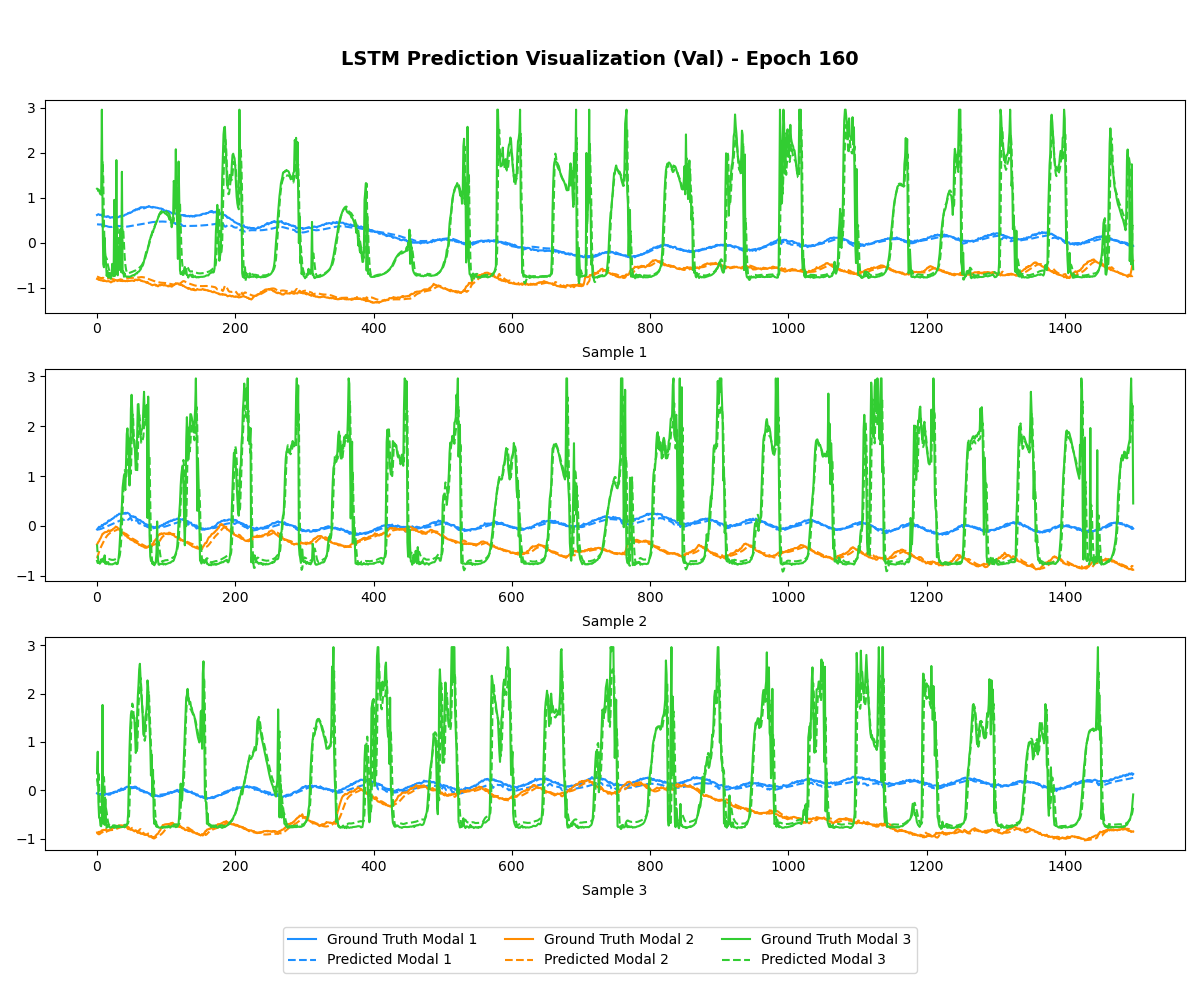 LSTM Prediction Visualization (Val) - Epoch 160
3
2
1
0
−1
0 200 400 600 800 1000 1200 1400
Sample 1
3
2
1
0
−1
0 200 400 600 800 1000 1200 1400
Sample 2
3
2
1
0
−1
0 200 400 600 800 1000 1200 1400
Sample 3
Ground Truth Modal 1 Ground Truth Modal 2 Ground Truth Modal 3
Predicted Modal 1 Predicted Modal 2 Predicted Modal 3